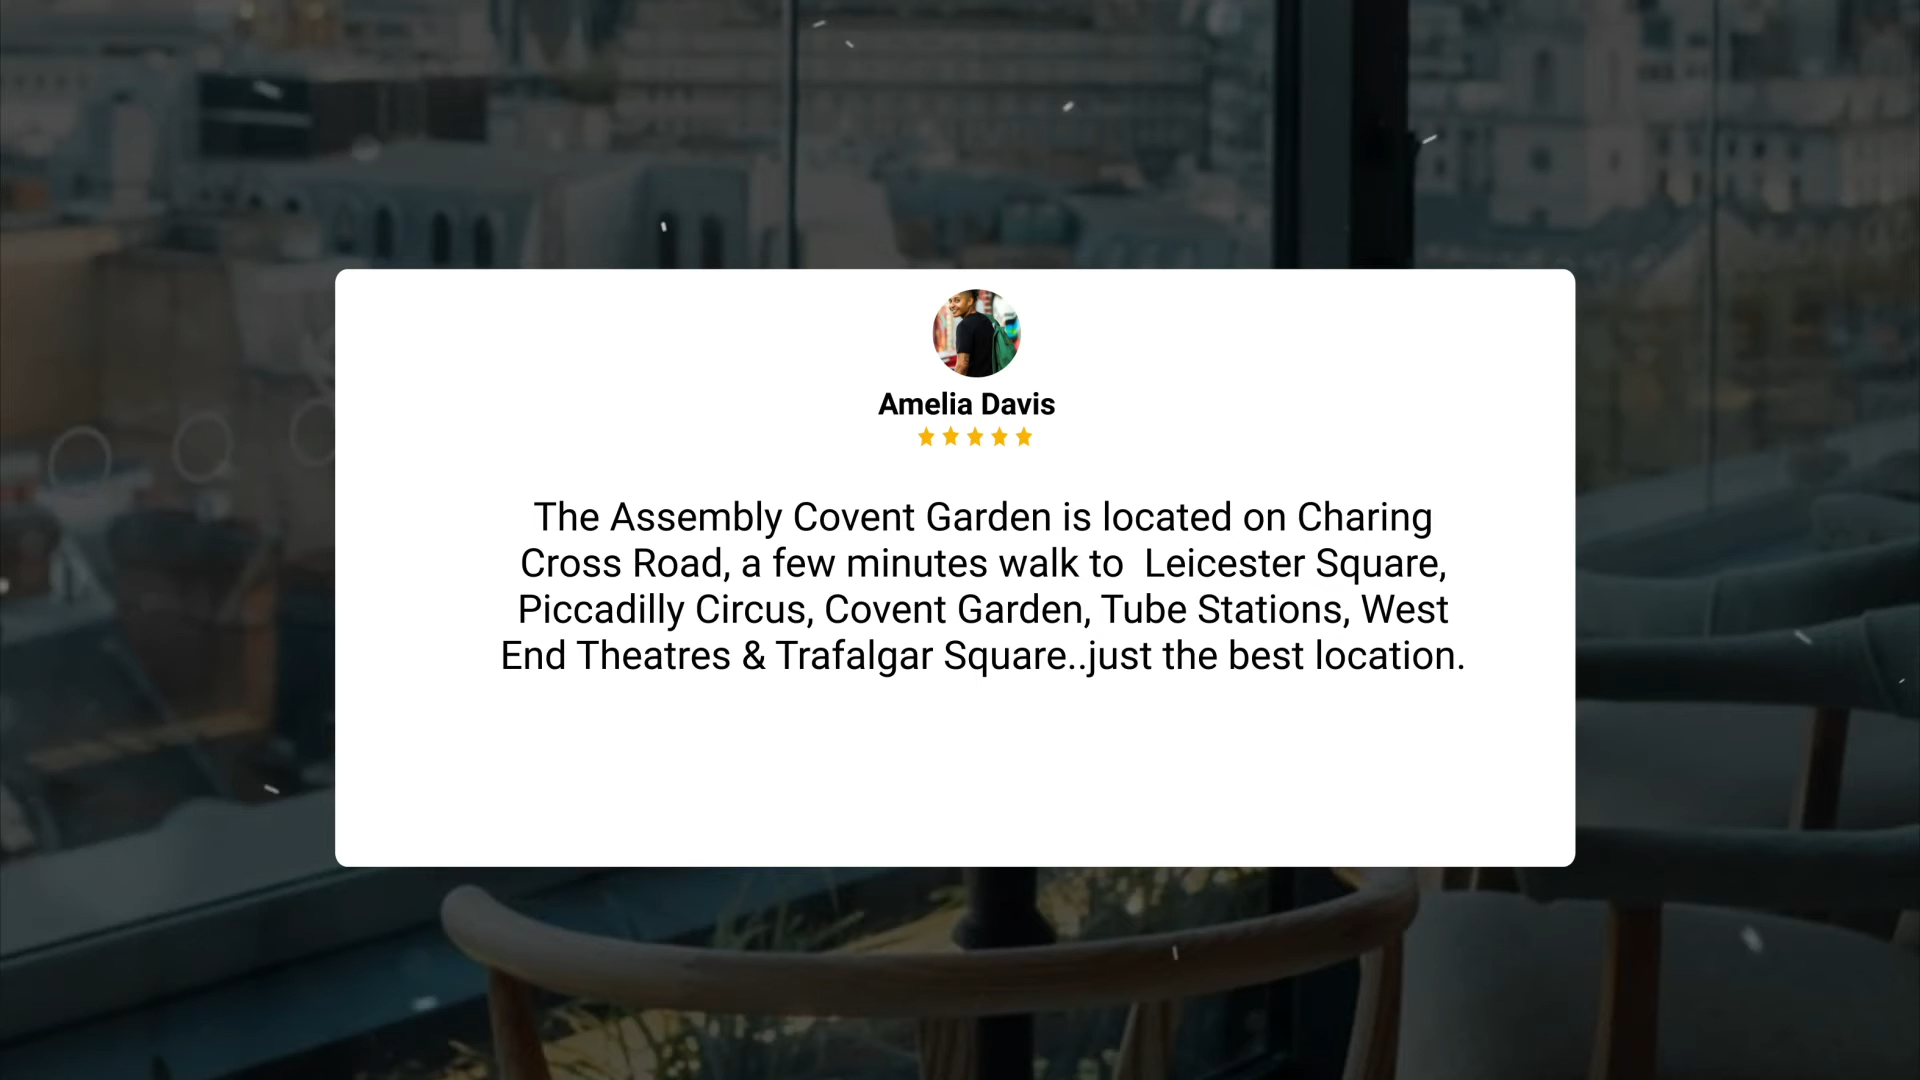 Amelia Davis
The Assembly Covent Garden is located on Charing
Cross Road, a few minutes walk to  Leicester Square,
Piccadilly Circus, Covent Garden, Tube Stations, West
End Theatres & Trafalgar Square..just the best location.